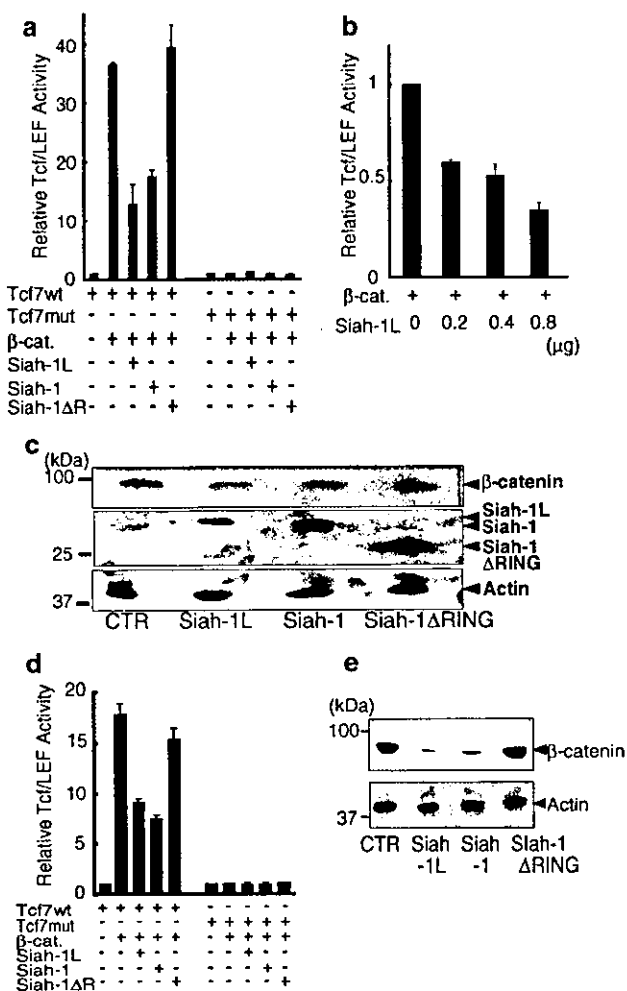 a
Relative Tcf/LEF Activity
40
30
20
10
0
Tcf7wt + + + + + - - - - -
Tcf7mut - - - - - + + + + +
β-cat. - + + + + - + + + +
Siah-1L - - + - - - - + - -
Siah-1 - - - + - - - - + -
Siah-1ΔR - - - - + - - - - +
b
Relative Tcf/LEF Activity
1
0.5
0
β-cat. + + + +
Siah-1L 0 0.2 0.4 0.8
(μg)
c
(kDa)
100
25
37
β-catenin
Siah-1L
Siah-1
Siah-1
ΔRING
Actin
CTR Siah-1L Siah-1 Siah-1ΔRING
d
Relative Tcf/LEF Activity
20
15
10
5
0
Tcf7wt + + + + + - - - - -
Tcf7mut - - - - - + + + + +
β-cat. - + + + + - + + + +
Siah-1L - - + - - - - + - -
Siah-1 - - - + - - - - + -
Siah-1ΔR - - - - + - - - - +
e
(kDa)
100
37
β-catenin
Actin
CTR Siah Siah Siah-1
-1L -1 ΔRING